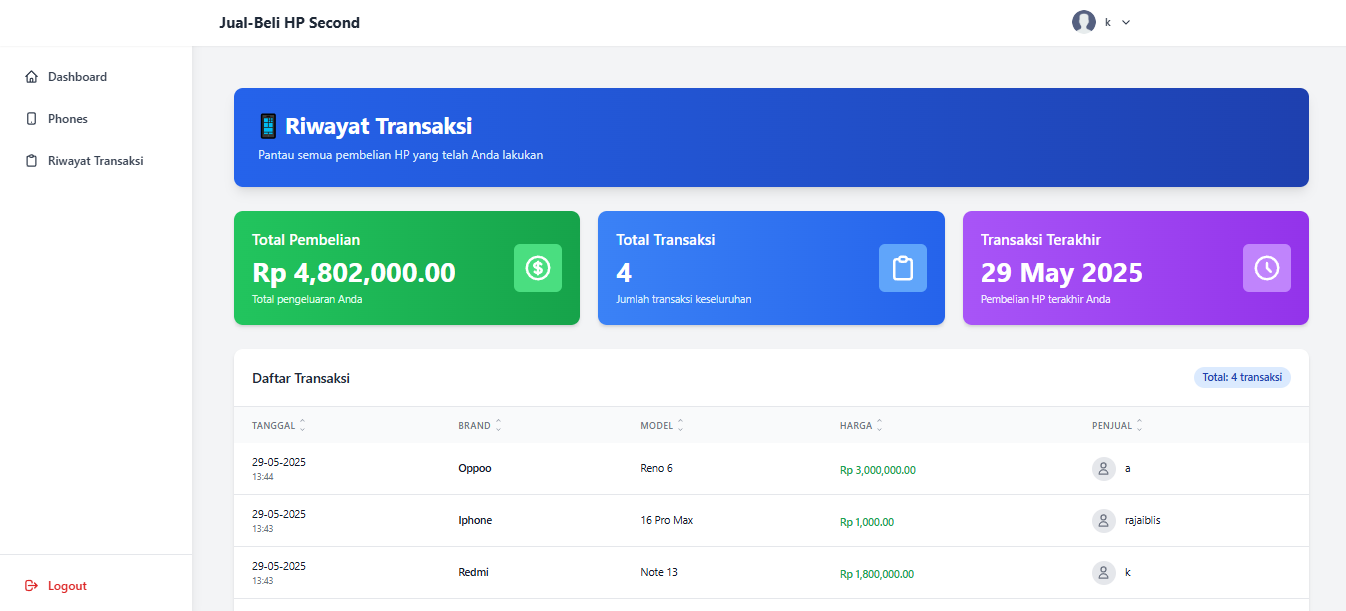 Jual-Beli HP Second
k
Dashboard
Phones
Riwayat Transaksi
Logout
Riwayat Transaksi
Pantau semua pembelian HP yang telah Anda lakukan
Total Pembelian
Rp 4,802,000.00
Total pengeluaran Anda
Total Transaksi
4
Jumlah transaksi keseluruhan
Transaksi Terakhir
29 May 2025
Pembelian HP terakhir Anda
Daftar Transaksi
Total: 4 transaksi
TANGGAL BRAND MODEL HARGA PENJUAL
29-05-2025
13:44
Oppoo Reno 6 Rp 3,000,000.00 a
29-05-2025
13:43
Iphone 16 Pro Max Rp 1,000.00 rajaiblis
29-05-2025
13:43
Redmi Note 13 Rp 1,800,000.00 k